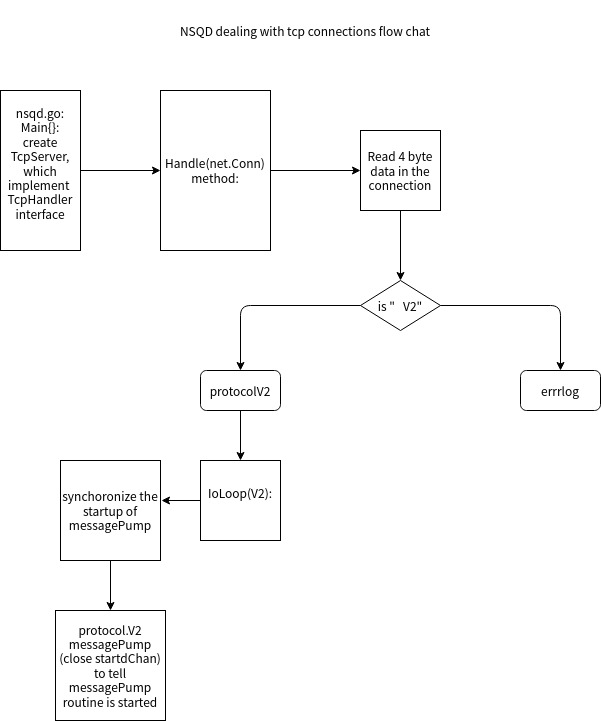 NSQD dealing with tcp connections flow chat
nsqd.go:
Main{}:
create
TcpServer,
which
implement
TcpHandler
interface
Handle(net.Conn)
method:
Read 4 byte
data in the
connection
is "  V2"
protocolV2
errrlog
IoLoop(V2):
synchoronize the
startup of
messagePump
protocol.V2
messagePump
(close startdChan)
to tell
messagePump
routine is started